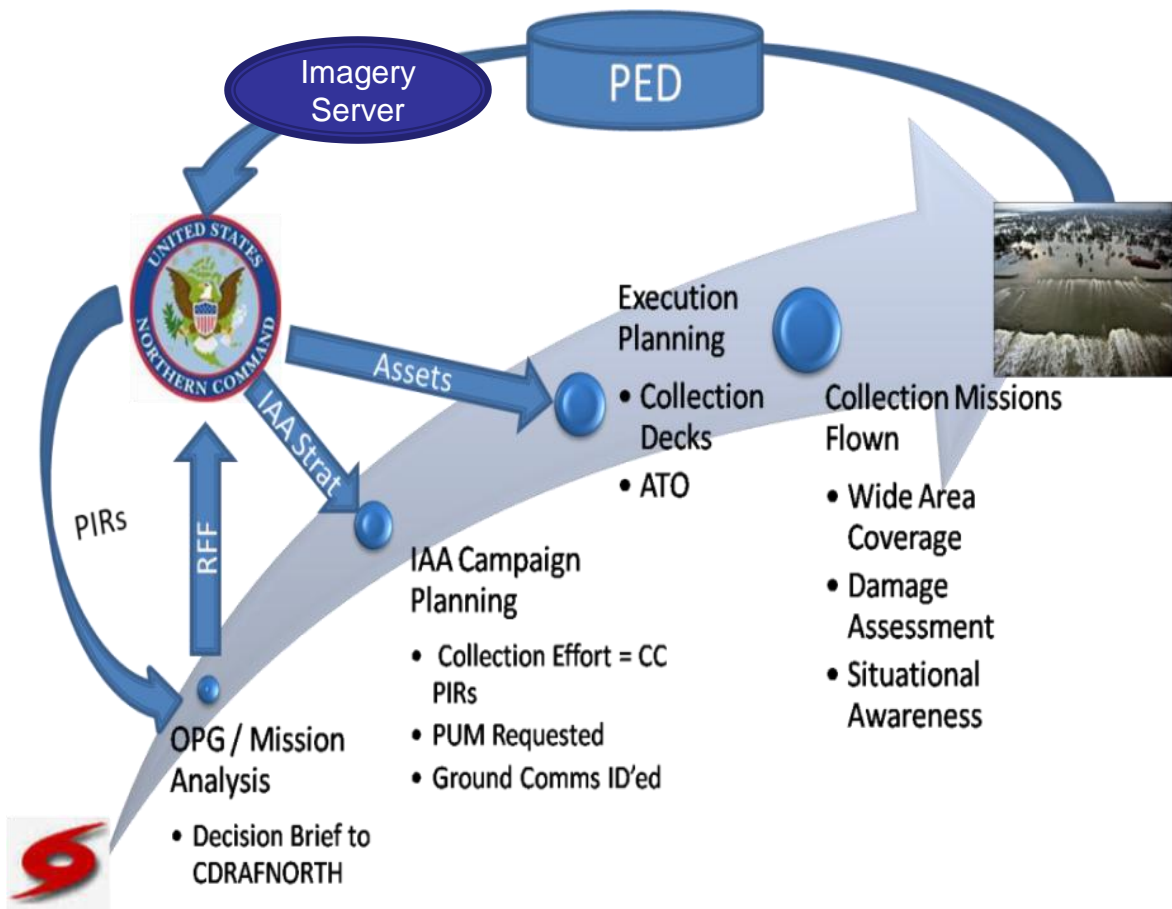 Imagery
Server
PED
UNITED STATES
NORTHERN COMMAND
PIRs
RFF
IAA Strat
Assets
OPG / Mission
Analysis
• Decision Brief to
CDRAFNORTH
IAA Campaign
Planning
• Collection Effort = CC
PIRs
• PUM Requested
• Ground Comms ID'ed
Execution
Planning
• Collection
Decks
• ATO
Collection Missions
Flown
• Wide Area
Coverage
• Damage
Assessment
• Situational
Awareness